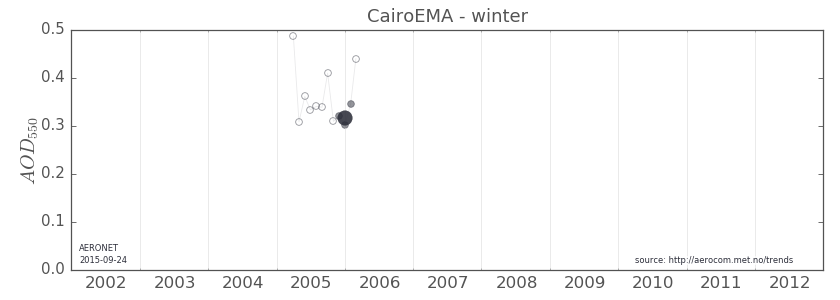 CairoEMA - winter
0.5
0.4
0.3
0.2
0.1
0.0
AOD550
AERONET
2015-09-24
source: http://aerocom.met.no/trends
2002 2003 2004 2005 2006 2007 2008 2009 2010 2011 2012